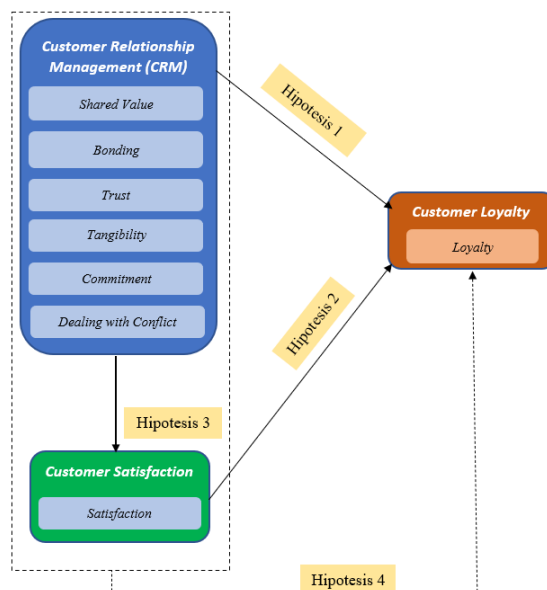 Customer Relationship
Management (CRM)
Shared Value
Bonding
Trust
Tangibility
Commitment
Dealing with Conflict
Hipotesis 1
Customer Loyalty
Loyalty
Hipotesis 2
Hipotesis 3
Customer Satisfaction
Satisfaction
Hipotesis 4